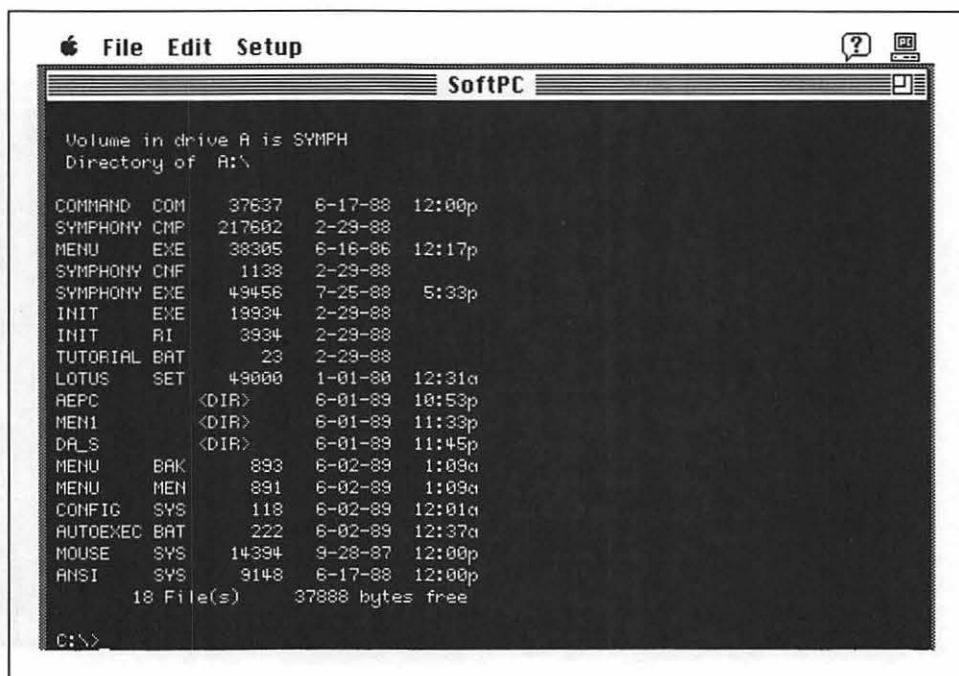 File Edit Setup
SoftPC
Volume in drive A is SYMPH
Directory of A:\
COMMAND COM 37637 6-17-88 12:00p
SYMPHONY CMP 217602 2-29-88
MENU EXE 38305 6-16-86 12:17p
SYMPHONY CNF 1138 2-29-88
SYMPHONY EXE 49456 7-25-88 5:33p
INIT EXE 19934 2-29-88
INIT RI 3934 2-29-88
TUTORIAL BAT 23 2-29-88
LOTUS SET 49000 1-01-80 12:31a
AEPC <DIR> 6-01-89 10:53p
MEN1 <DIR> 6-01-89 11:33p
DA_S <DIR> 6-01-89 11:45p
MENU BAK 893 6-02-89 1:09a
MENU MEN 891 6-02-89 1:09a
CONFIG SYS 118 6-02-89 12:01a
AUTOEXEC BAT 222 6-02-89 12:37a
MOUSE SYS 14394 9-28-87 12:00p
ANSI SYS 9148 6-17-88 12:00p
18 File(s) 37888 bytes free
C:\>_